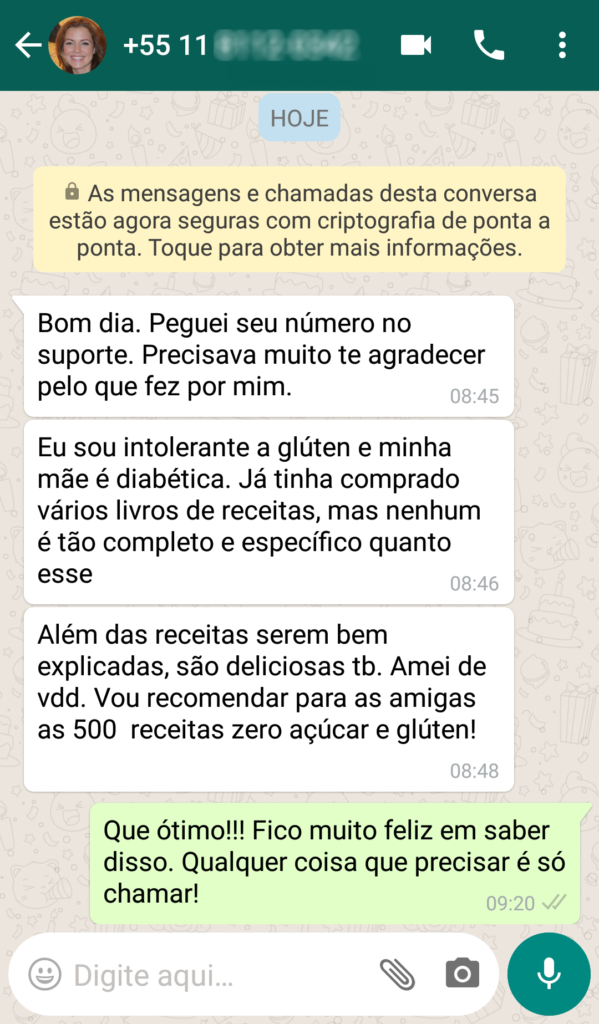 +55 11
HOJE
As mensagens e chamadas desta conversa
estão agora seguras com criptografia de ponta a
ponta. Toque para obter mais informações.
Bom dia. Peguei seu número no
suporte. Precisava muito te agradecer
pelo que fez por mim.
08:45
Eu sou intolerante a glúten e minha
mãe é diabética. Já tinha comprado
vários livros de receitas, mas nenhum
é tão completo e específico quanto
esse
08:46
Além das receitas serem bem
explicadas, são deliciosas tb. Amei de
vdd. Vou recomendar para as amigas
as 500  receitas zero açúcar e glúten!
08:48
Que ótimo!!! Fico muito feliz em saber
disso. Qualquer coisa que precisar é só
chamar!
09:20
Digite aqui...